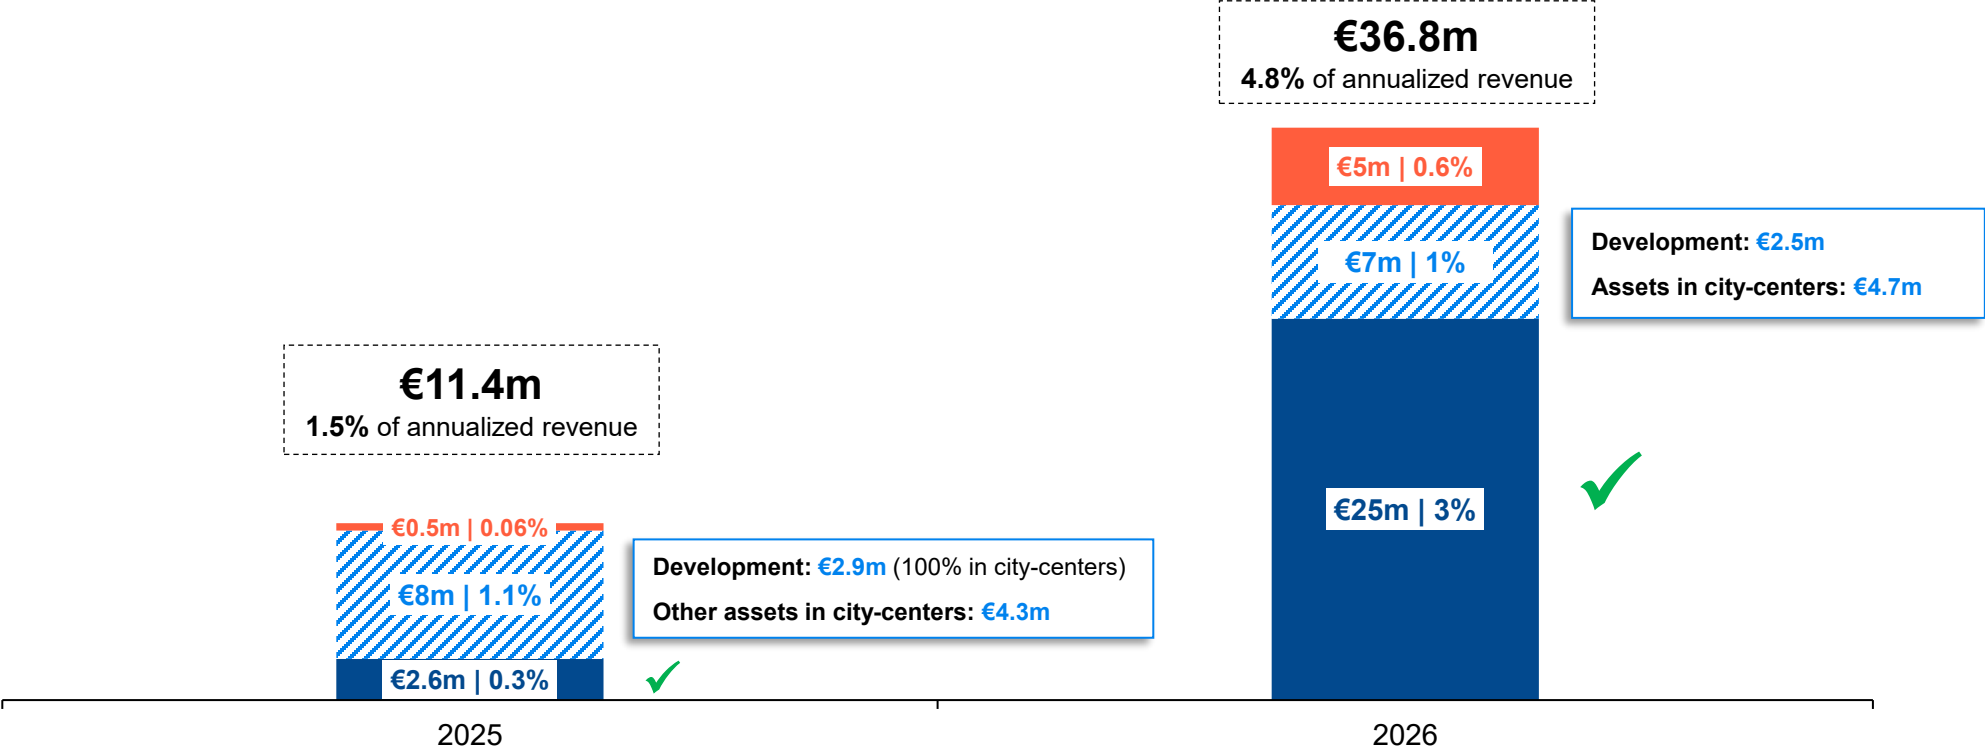 €36.8m
4.8% of annualized revenue
€5m | 0.6%
€7m | 1%
Development: €2.5m
Assets in city-centers: €4.7m
€25m | 3%
€11.4m
1.5% of annualized revenue
€0.5m | 0.06%
€8m | 1.1%
Development: €2.9m (100% in city-centers)
Other assets in city-centers: €4.3m
€2.6m | 0.3%
2025
2026